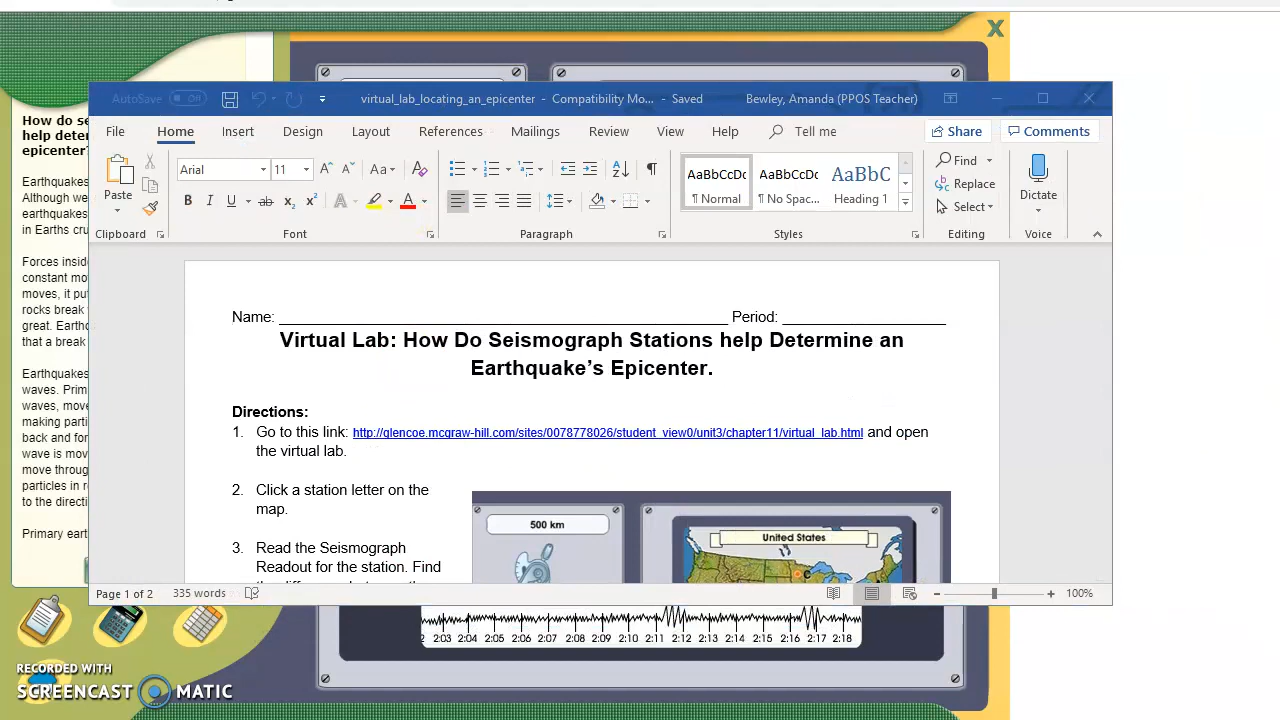 X
AutoSave Off
virtual_lab_locating_an_epicenter - Compatibility Mo... - Saved
Bewley, Amanda (PPOS Teacher)
File Home Insert Design Layout References Mailings Review View Help Tell me
Share Comments
Paste
Arial 11
Aa
B I U ab x₂ x² A A
AaBbCcDc AaBbCcDc AaBbC
¶ Normal ¶ No Spac... Heading 1
Find
Replace
Select
Dictate
Clipboard Font Paragraph Styles Editing Voice
How do se
help dete
epicenter?
Earthquakes
Although we
earthquakes
in Earths cru
Forces insid
constant mo
moves, it pu
rocks break
great. Earth
that a break
Earthquakes
waves. Prim
waves, move
making parti
back and for
wave is mov
move throug
particles in r
to the directi
Primary eart
Name: Period:
Virtual Lab: How Do Seismograph Stations help Determine an
Earthquake's Epicenter.
Directions:
1. Go to this link: http://glencoe.mcgraw-hill.com/sites/0078778026/student_view0/unit3/chapter11/virtual_lab.html and open
the virtual lab.
2. Click a station letter on the
map.
3. Read the Seismograph
Readout for the station. Find
500 km
United States
C
Page 1 of 2 335 words
100%
2 2:03 2:04 2:05 2:06 2:07 2:08 2:09 2:10 2:11 2:12 2:13 2:14 2:15 2:16 2:17 2:18
RECORDED WITH
SCREENCAST MATIC